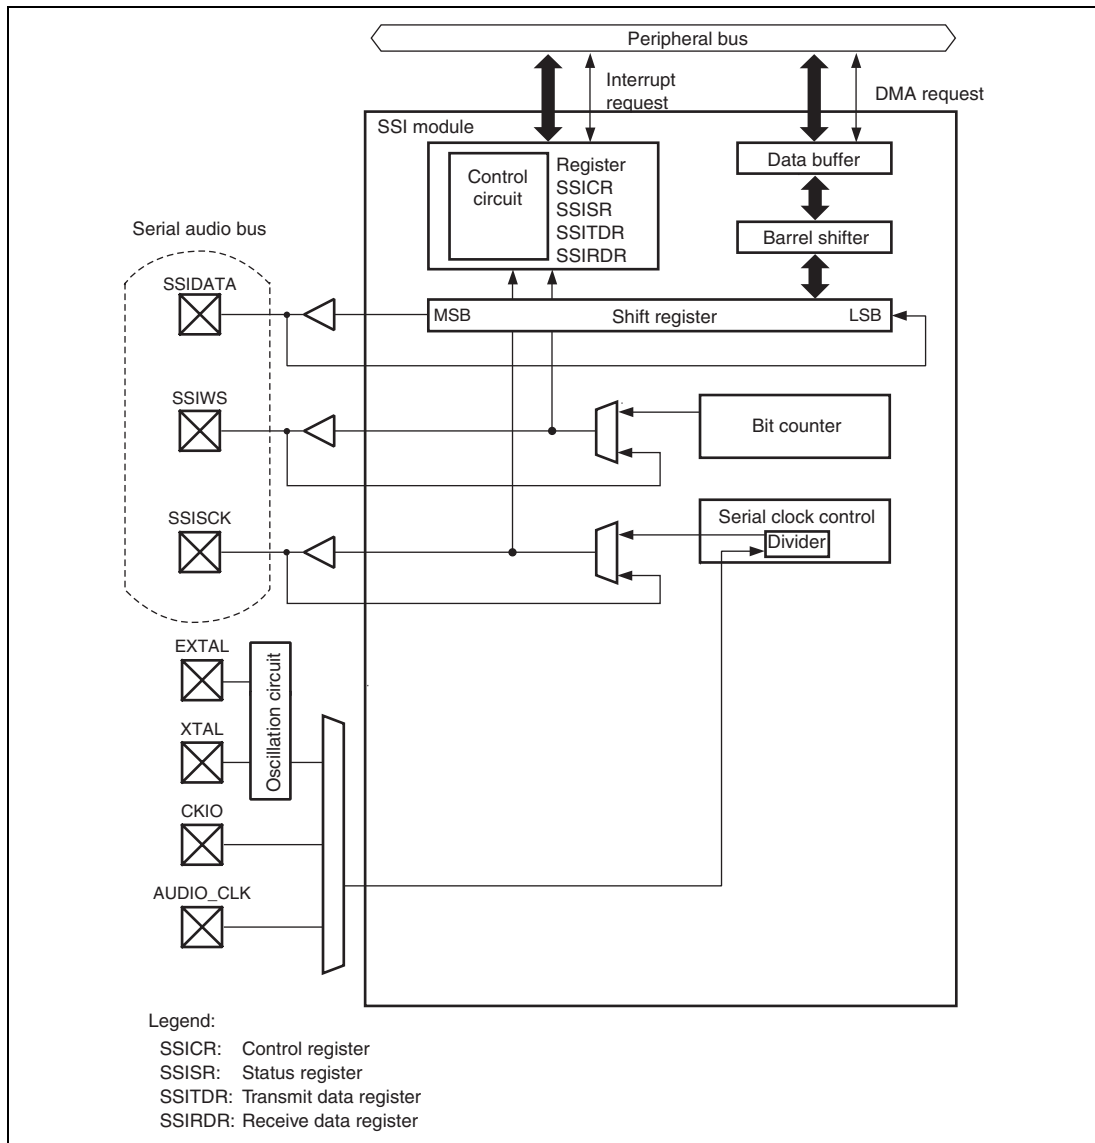 Peripheral bus
Interrupt
request
DMA request
SSI module
Control
circuit
Register
SSICR
SSISR
SSITDR
SSIRDR
Data buffer
Barrel shifter
Serial audio bus
SSIDATA
MSB
Shift register
LSB
SSIWS
Bit counter
SSISCK
Serial clock control
Divider
EXTAL
Oscillation circuit
XTAL
CKIO
AUDIO_CLK
Legend:
SSICR: Control register
SSISR: Status register
SSITDR: Transmit data register
SSIRDR: Receive data register